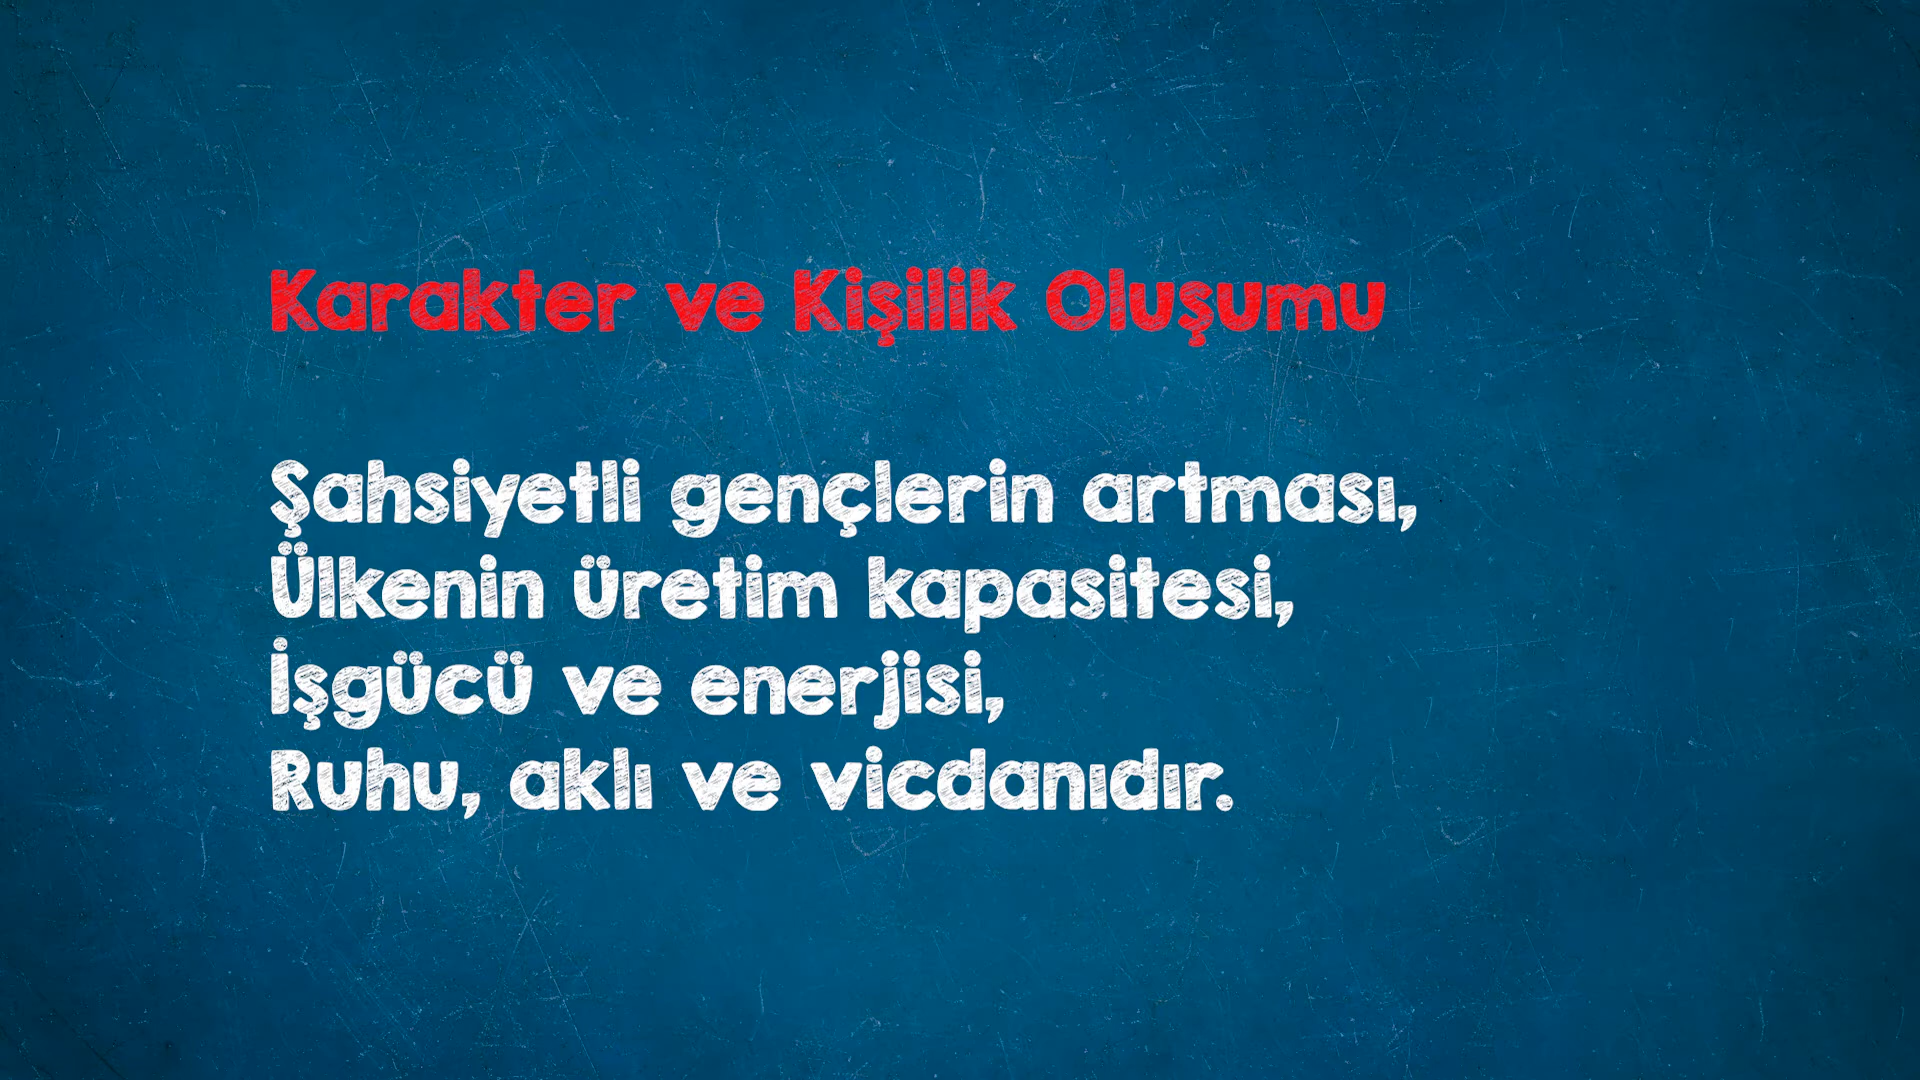 Karakter ve Kişilik Oluşumu
Şahsiyetli gençlerin artması,
Ülkenin üretim kapasitesi,
İşgücü ve enerjisi,
Ruhu, aklı ve vicdanıdır.